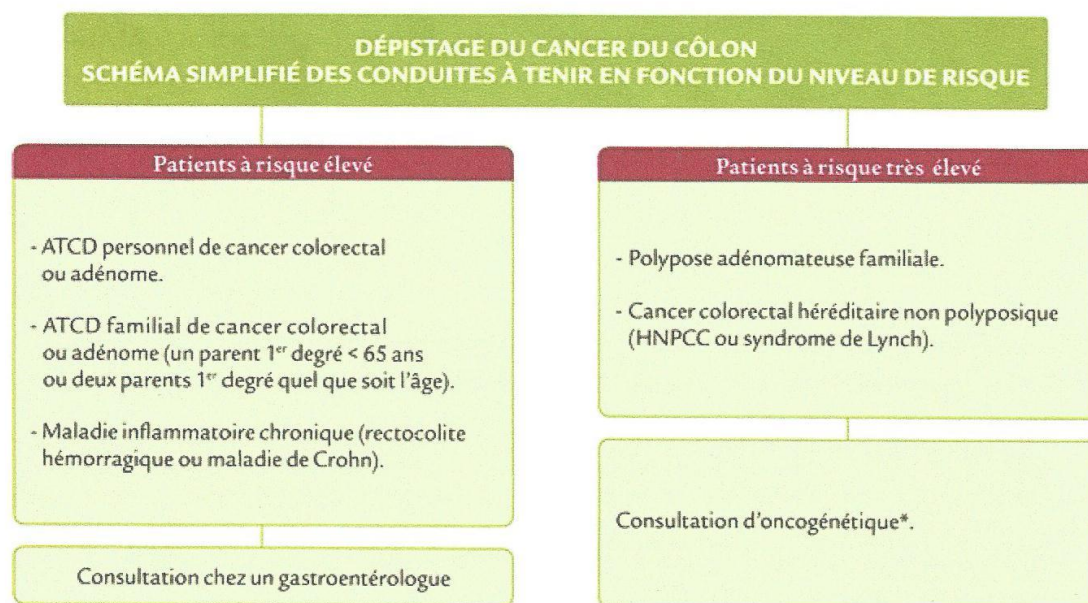 DÉPISTAGE DU CANCER DU CÔLON
SCHÉMA SIMPLIFIÉ DES CONDUITES À TENIR EN FONCTION DU NIVEAU DE RISQUE
Patients à risque élevé
- ATCD personnel de cancer colorectal
ou adénome.
- ATCD familial de cancer colorectal
ou adénome (un parent 1er degré < 65 ans
ou deux parents 1er degré quel que soit l'âge).
- Maladie inflammatoire chronique (rectocolite
hémorragique ou maladie de Crohn).
Consultation chez un gastroentérologue
Patients à risque très élevé
- Polypose adénomateuse familiale.
- Cancer colorectal héréditaire non polyposique
(HNPCC ou syndrome de Lynch).
Consultation d'oncogénétique*.